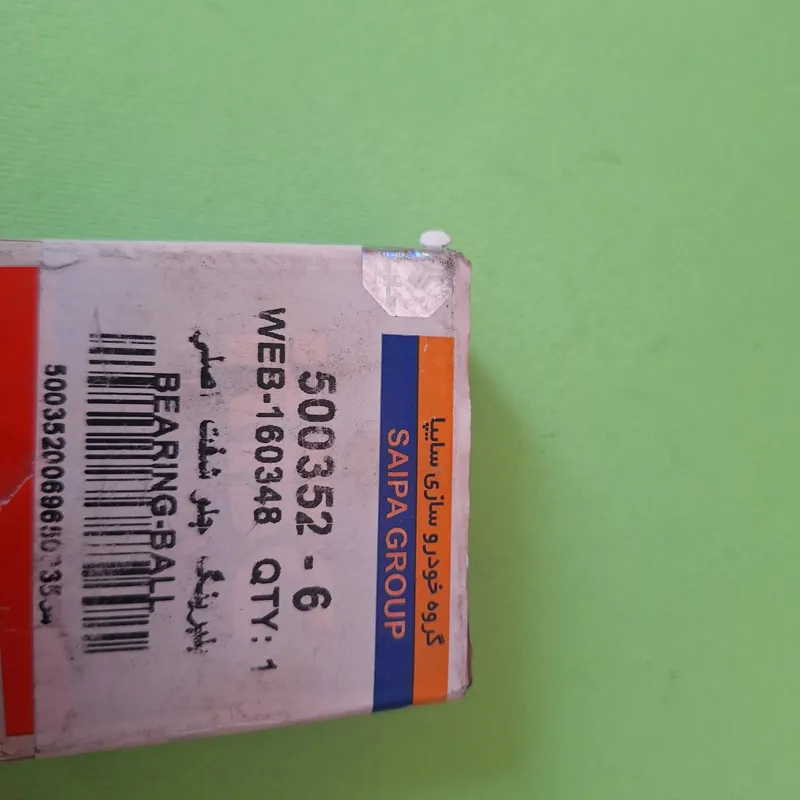 گروه خودرو سازی سایپا
SAIPA GROUP
500352 - 6
WEB-160348 QTY: 1
بلبرینگ جلو شفت اصلی
BEARING-BALL